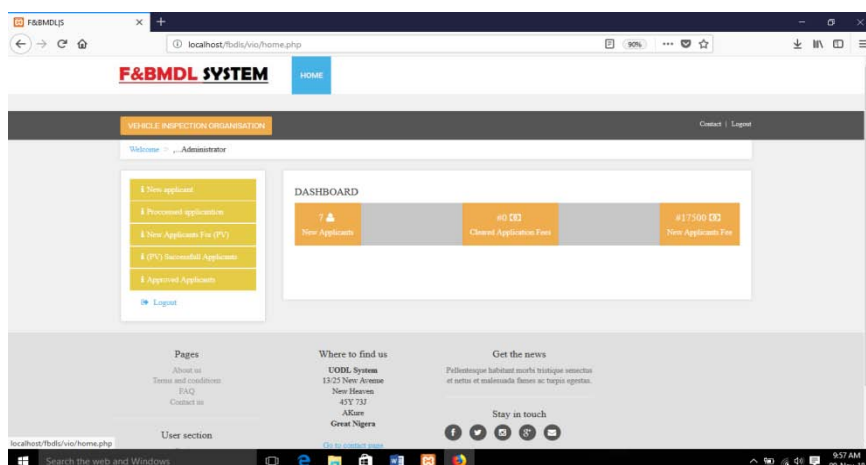 F&BMDL|S
localhost/fbdls/vio/home.php
90%
F&BMDL SYSTEM
HOME
VEHICLE INSPECTION ORGANISATION
Contact | Logout
Welcome > ,...Administrator
New applicant
Proccessed applicantion
New Applicants For (PV)
(PV) Successfull Applicants
Approved Applicants
Logout
DASHBOARD
7
New Applicants
#0
Cleared Application Fees
#17500
New Applicants Fee
Pages
About us
Terms and conditions
FAQ
Contact us
User section
Where to find us
UODL System
13/25 New Avenue
New Heaven
45Y 73J
AKure
Great Nigera
Go to contact page
Get the news
Pellentesque habitant morbi tristique senectus
et netus et malesuada fames ac turpis egestas.
Stay in touch
localhost/fbdls/vio/home.php
Search the web and Windows
9:57 AM